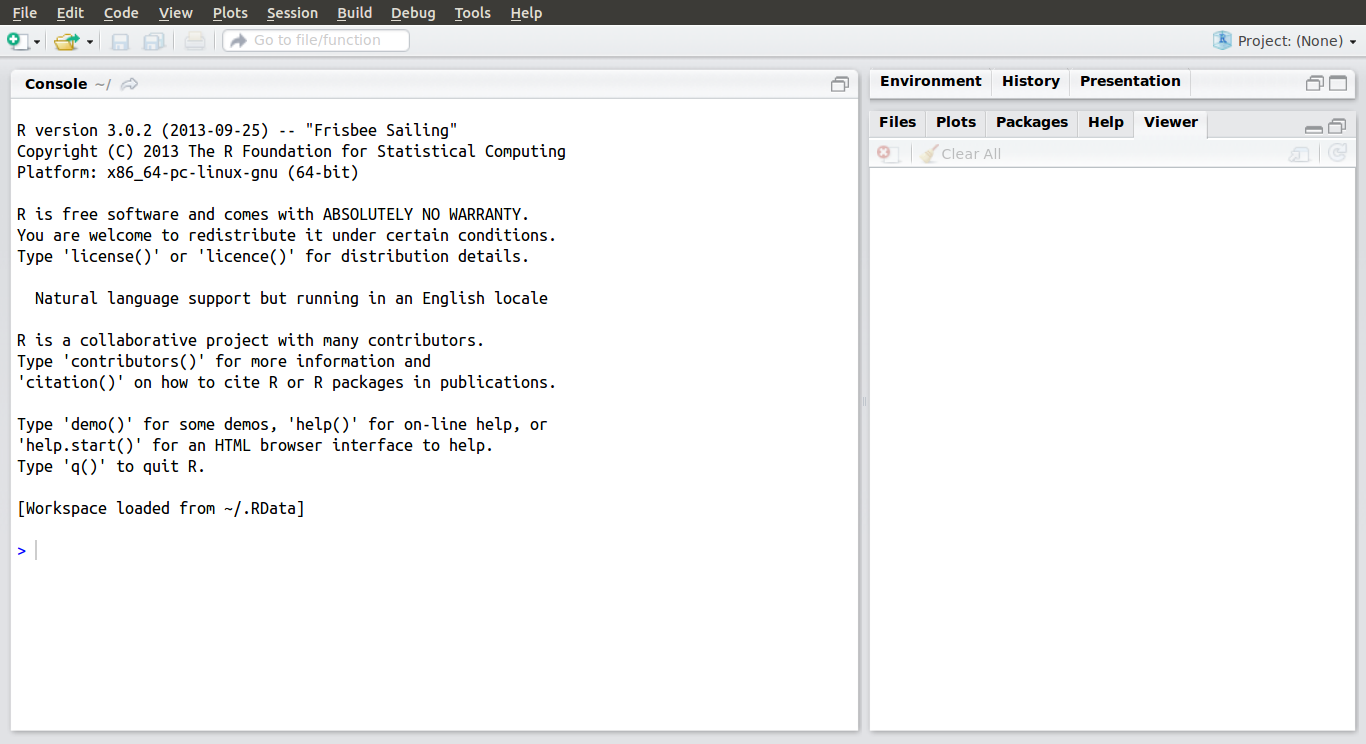 File Edit Code View Plots Session Build Debug Tools Help
Go to file/function Project: (None)
Console ~/
Environment History Presentation
Files Plots Packages Help Viewer
Clear All
R version 3.0.2 (2013-09-25) -- "Frisbee Sailing"
Copyright (C) 2013 The R Foundation for Statistical Computing
Platform: x86_64-pc-linux-gnu (64-bit)
R is free software and comes with ABSOLUTELY NO WARRANTY.
You are welcome to redistribute it under certain conditions.
Type 'license()' or 'licence()' for distribution details.
Natural language support but running in an English locale
R is a collaborative project with many contributors.
Type 'contributors()' for more information and
'citation()' on how to cite R or R packages in publications.
Type 'demo()' for some demos, 'help()' for on-line help, or
'help.start()' for an HTML browser interface to help.
Type 'q()' to quit R.
[Workspace loaded from ~/.RData]
>